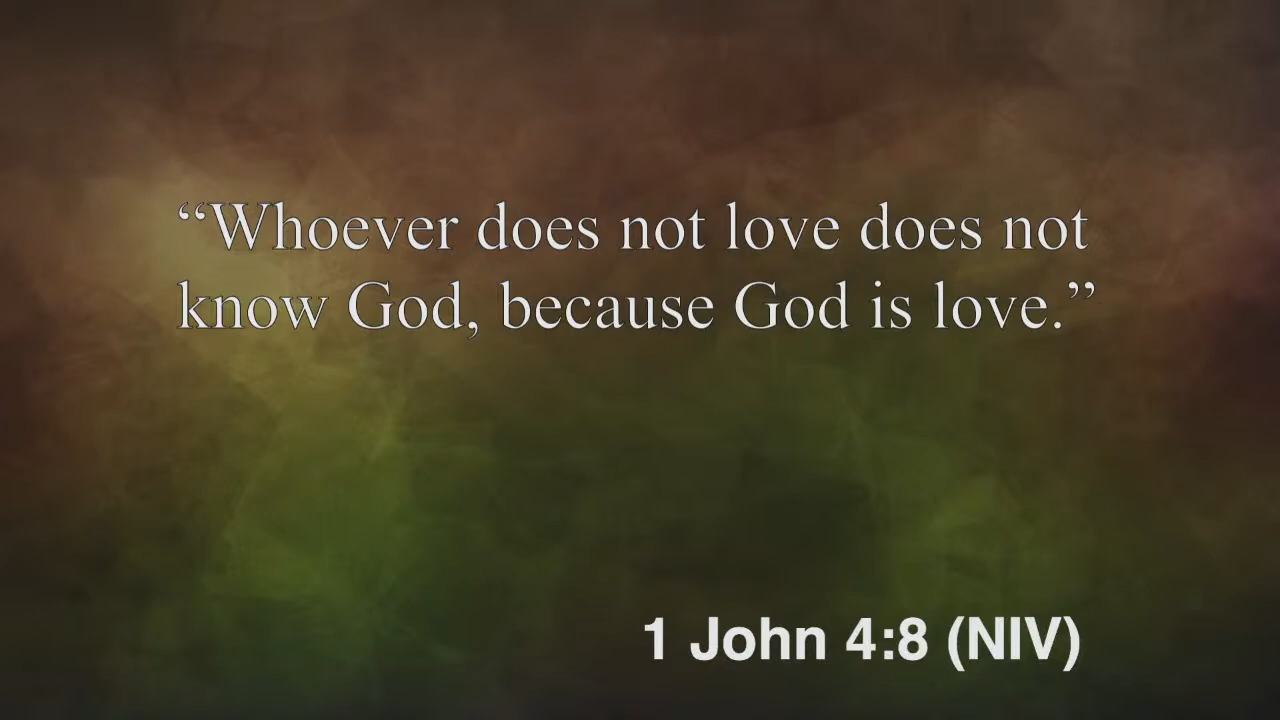 “Whoever does not love does not
know God, because God is love.”
1 John 4:8 (NIV)